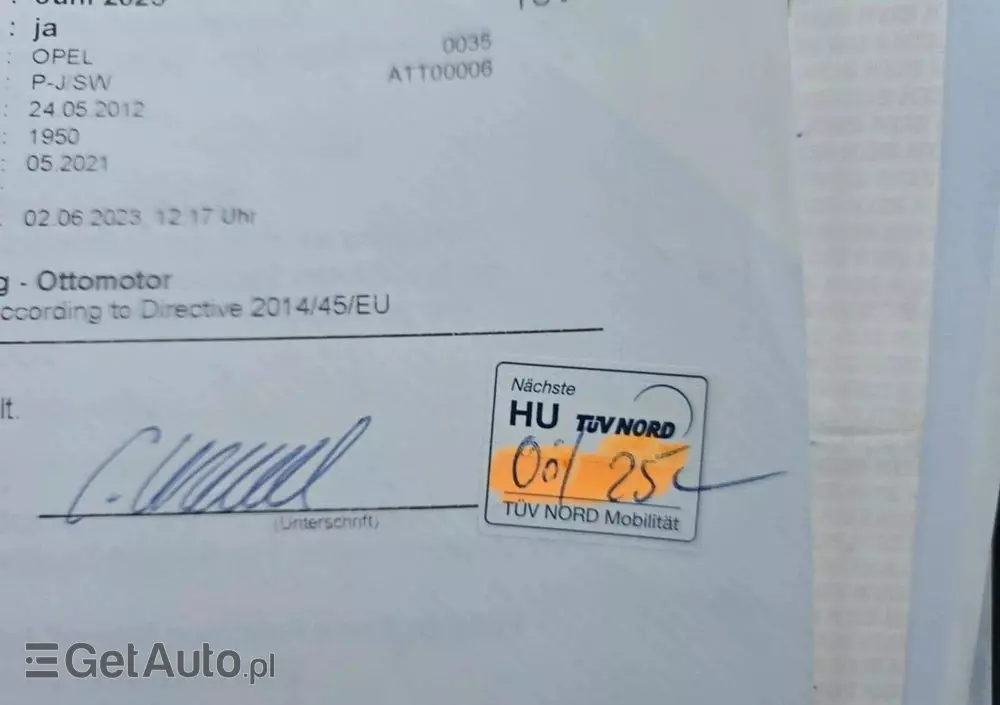 : ja
: OPEL 0035
: P-J/SW ATT00006
: 24.05.2012
: 1950
: 05.2021
: 02.06.2023, 12:17 Uhr
g - Ottomotor
ccording to Directive 2014/45/EU
lt.
(Unterschrift)
Nächste
HU TÜV NORD
25
TÜV NORD Mobilität
GetAuto.pl